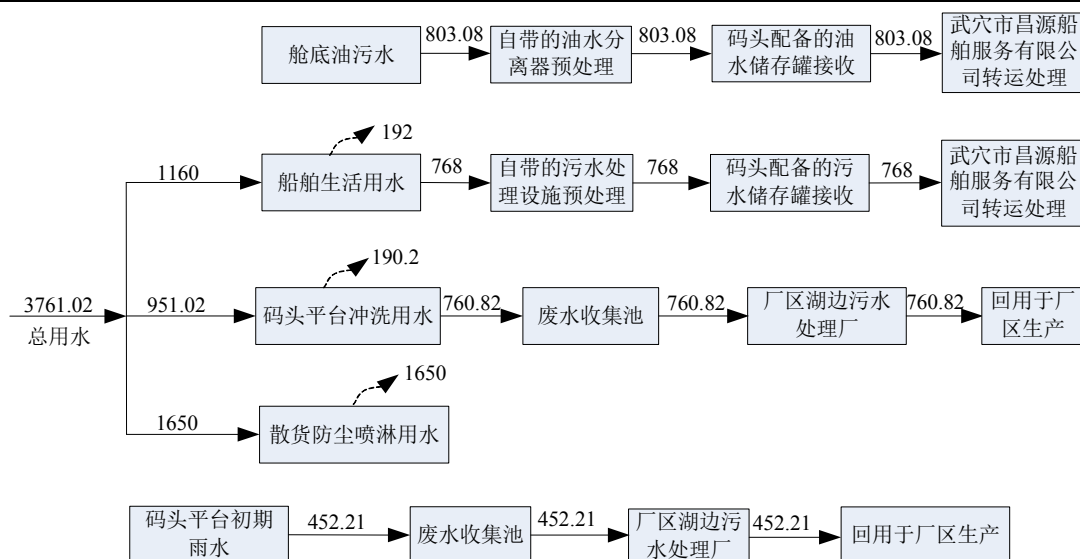 舱底油污水
803.08
自带的油水分
离器预处理
803.08
码头配备的油
水储存罐接收
803.08
武穴市昌源船
舶服务有限公
司转运处理
192
1160
船舶生活用水
768
自带的污水处
理设施预处理
768
码头配备的污
水储存罐接收
768
武穴市昌源船
舶服务有限公
司转运处理
190.2
3761.02
总用水
951.02
码头平台冲洗用水
760.82
废水收集池
760.82
厂区湖边污水
处理厂
760.82
回用于厂
区生产
1650
1650
散货防尘喷淋用水
码头平台初期
雨水
452.21
废水收集池
452.21
厂区湖边污
水处理厂
452.21
回用于厂区生产